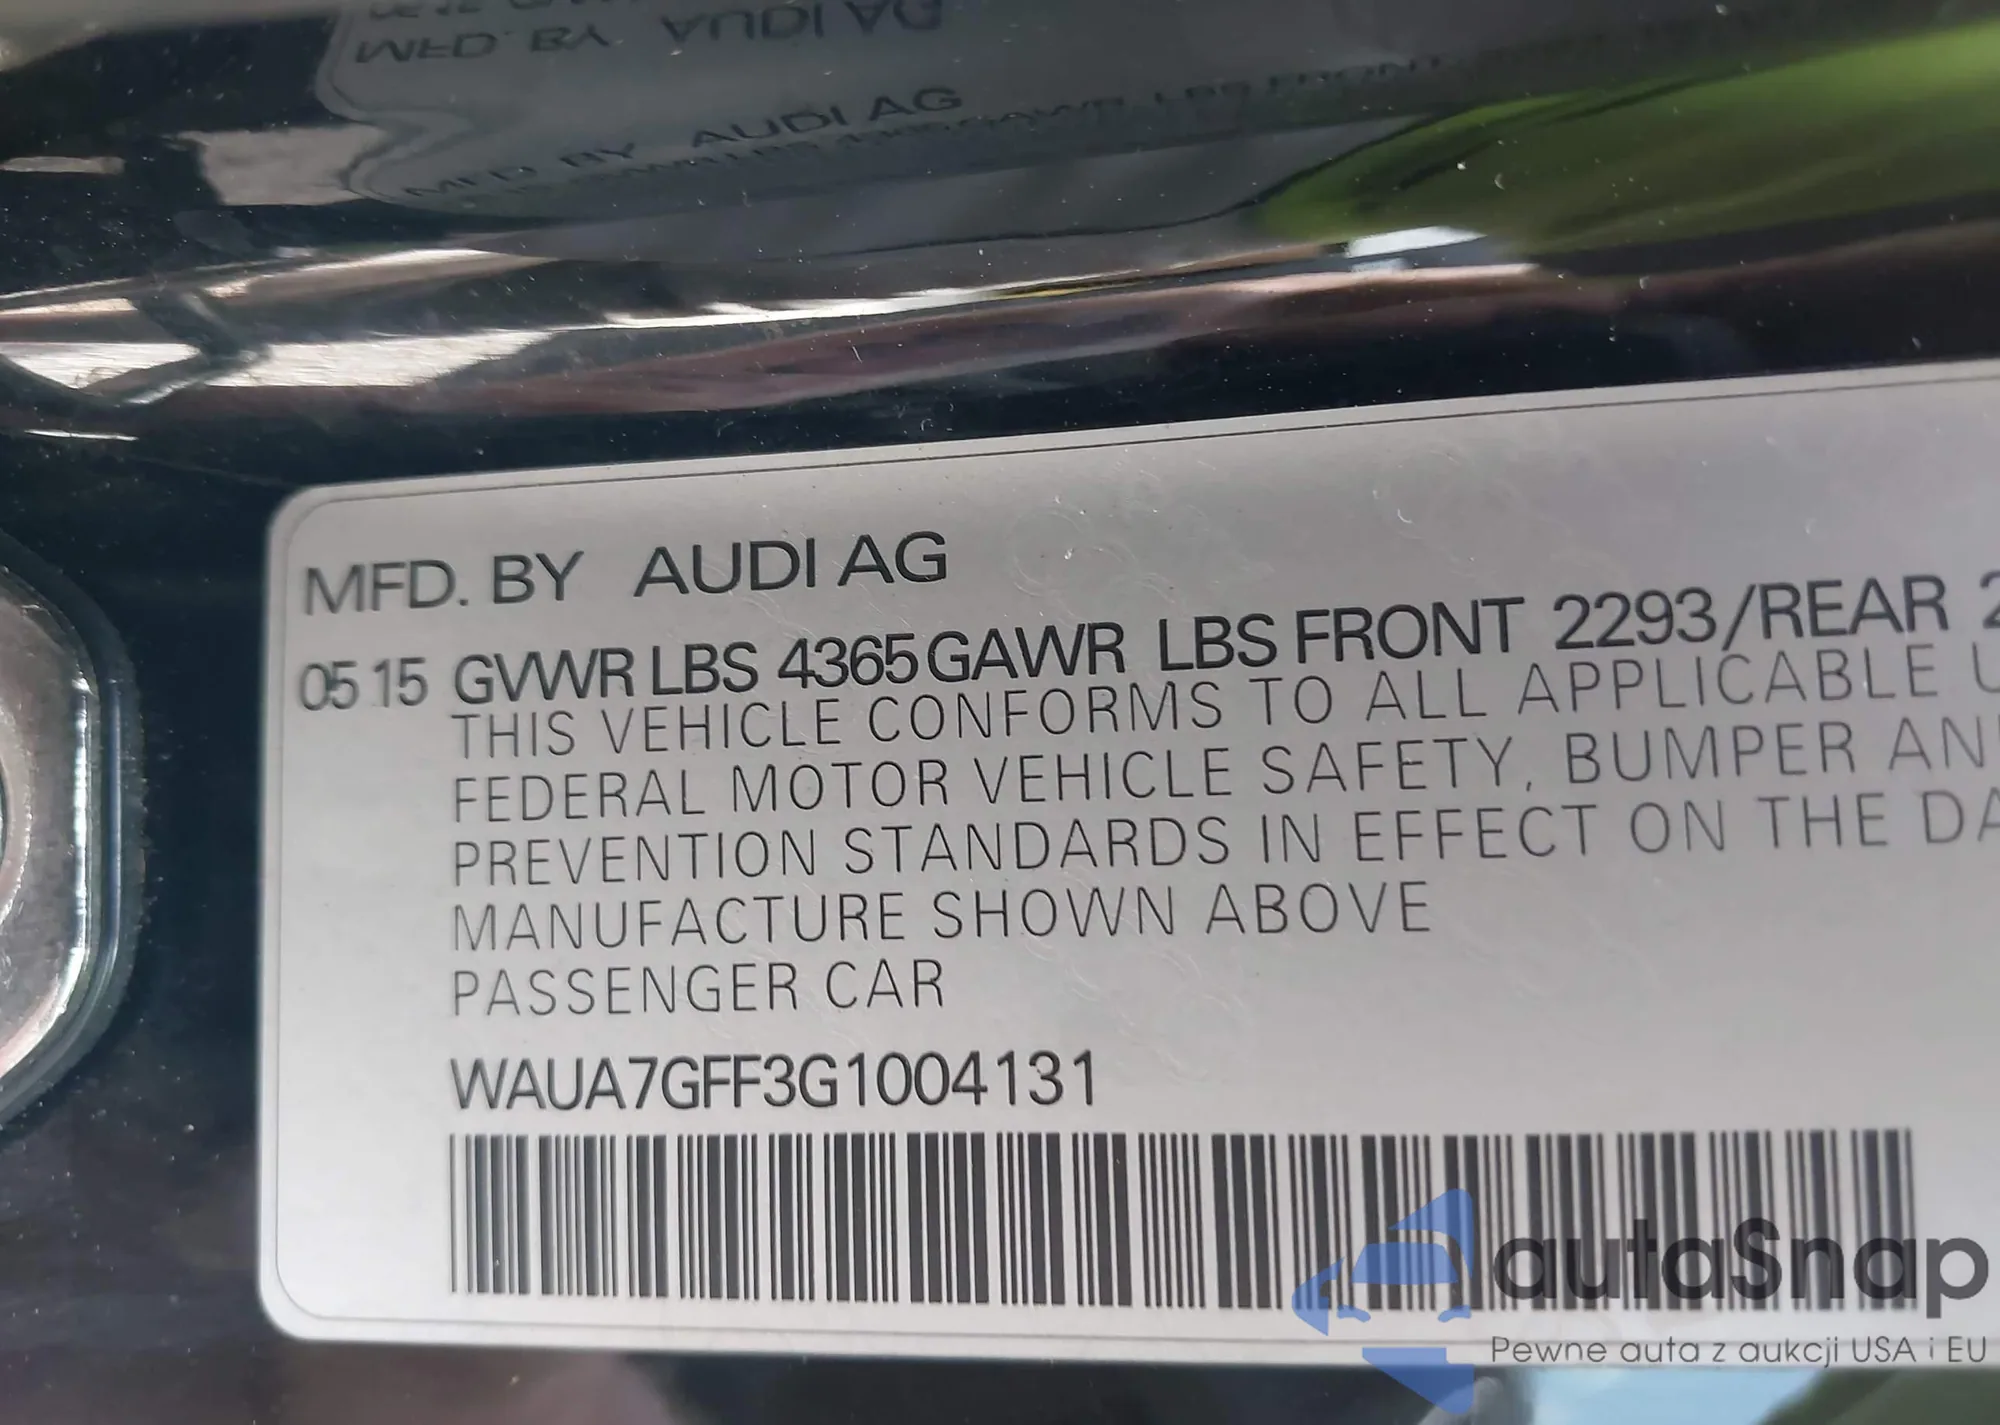 MFD. BY AUDI AG
MFD. BY AUDI AG
MFD. BY AUDI AG
05 15 GVWR LBS 4365 GAWR LBS FRONT 2293/REAR 2
THIS VEHICLE CONFORMS TO ALL APPLICABLE U
FEDERAL MOTOR VEHICLE SAFETY, BUMPER AN
PREVENTION STANDARDS IN EFFECT ON THE DA
MANUFACTURE SHOWN ABOVE
PASSENGER CAR
WAUA7GFF3G1004131
autaSnap
Pewne auta z aukcji USA i EU